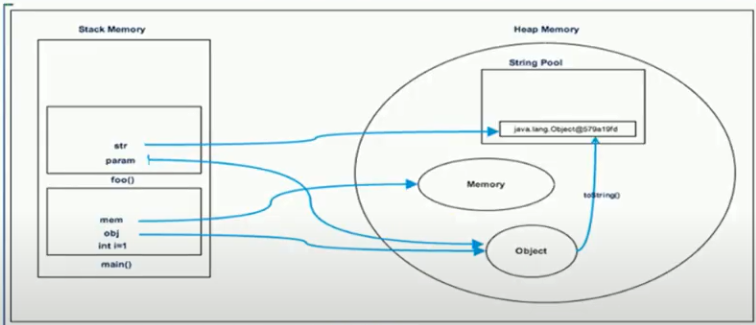 Stack Memory
Heap Memory
String Pool
java.lang.Object@579a19fd
str
param
foo()
Memory
toString()
mem
obj
int i=1
Object
main()